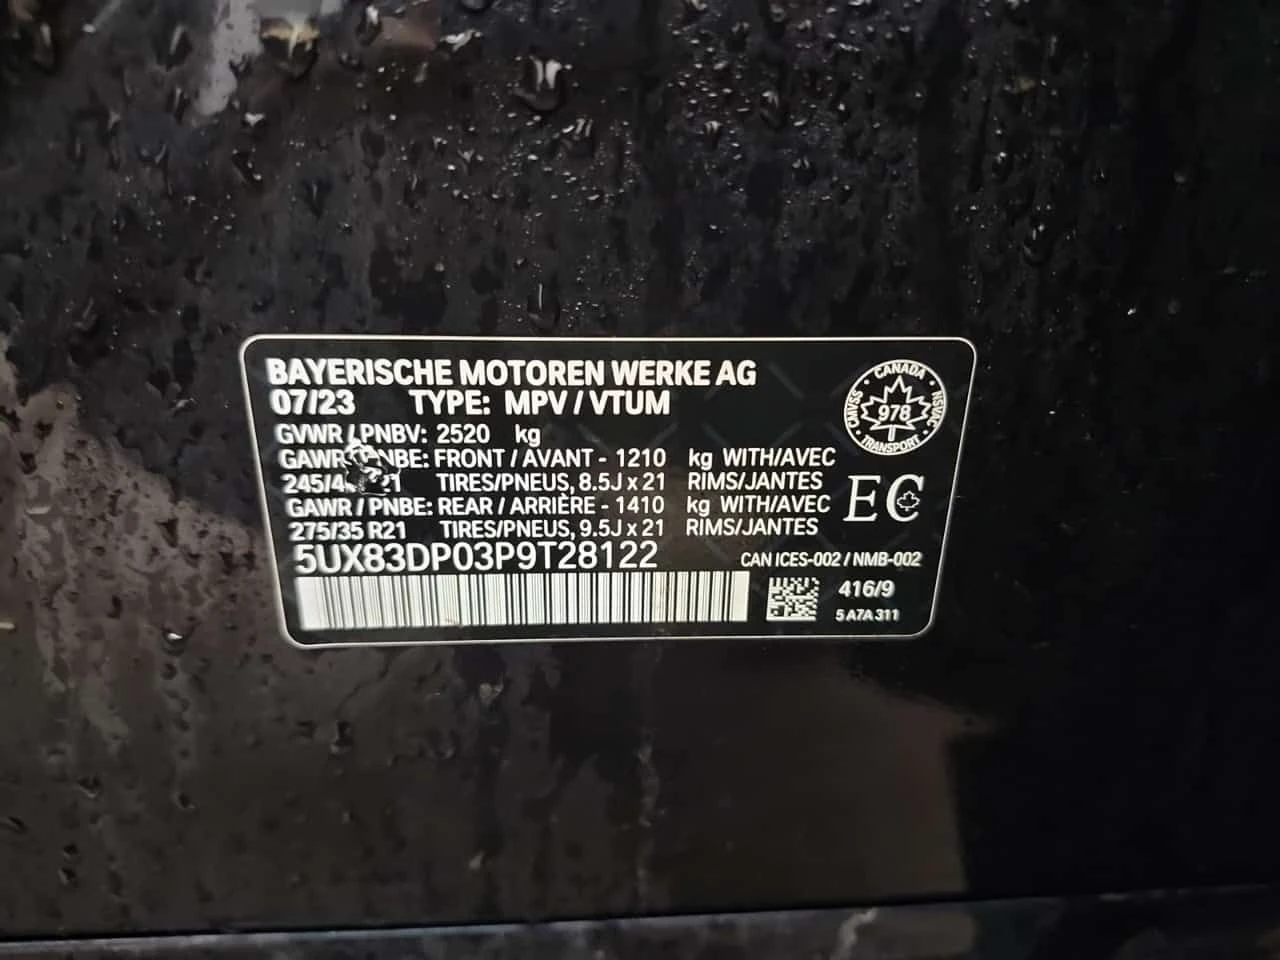 BAYERISCHE MOTOREN WERKE AG
07/23 TYPE: MPV / VTUM
GVWR / PNBV: 2520 kg
GAWR PNBE: FRONT / AVANT - 1210 kg WITH/AVEC
TIRES/PNEUS, 8.5J x 21 RIMS/JANTES
GAWR / PNBE: REAR / ARRIÈRE - 1410 kg WITH/AVEC
275/35 R21 TIRES/PNEUS, 9.5J x 21 RIMS/JANTES
5UX83DP03P9T28122
CANADA
CMVSS 978 NSVAC
TRANSPORT
EC
CAN ICES-002 / NMB-002
416/9
5 A7A 311